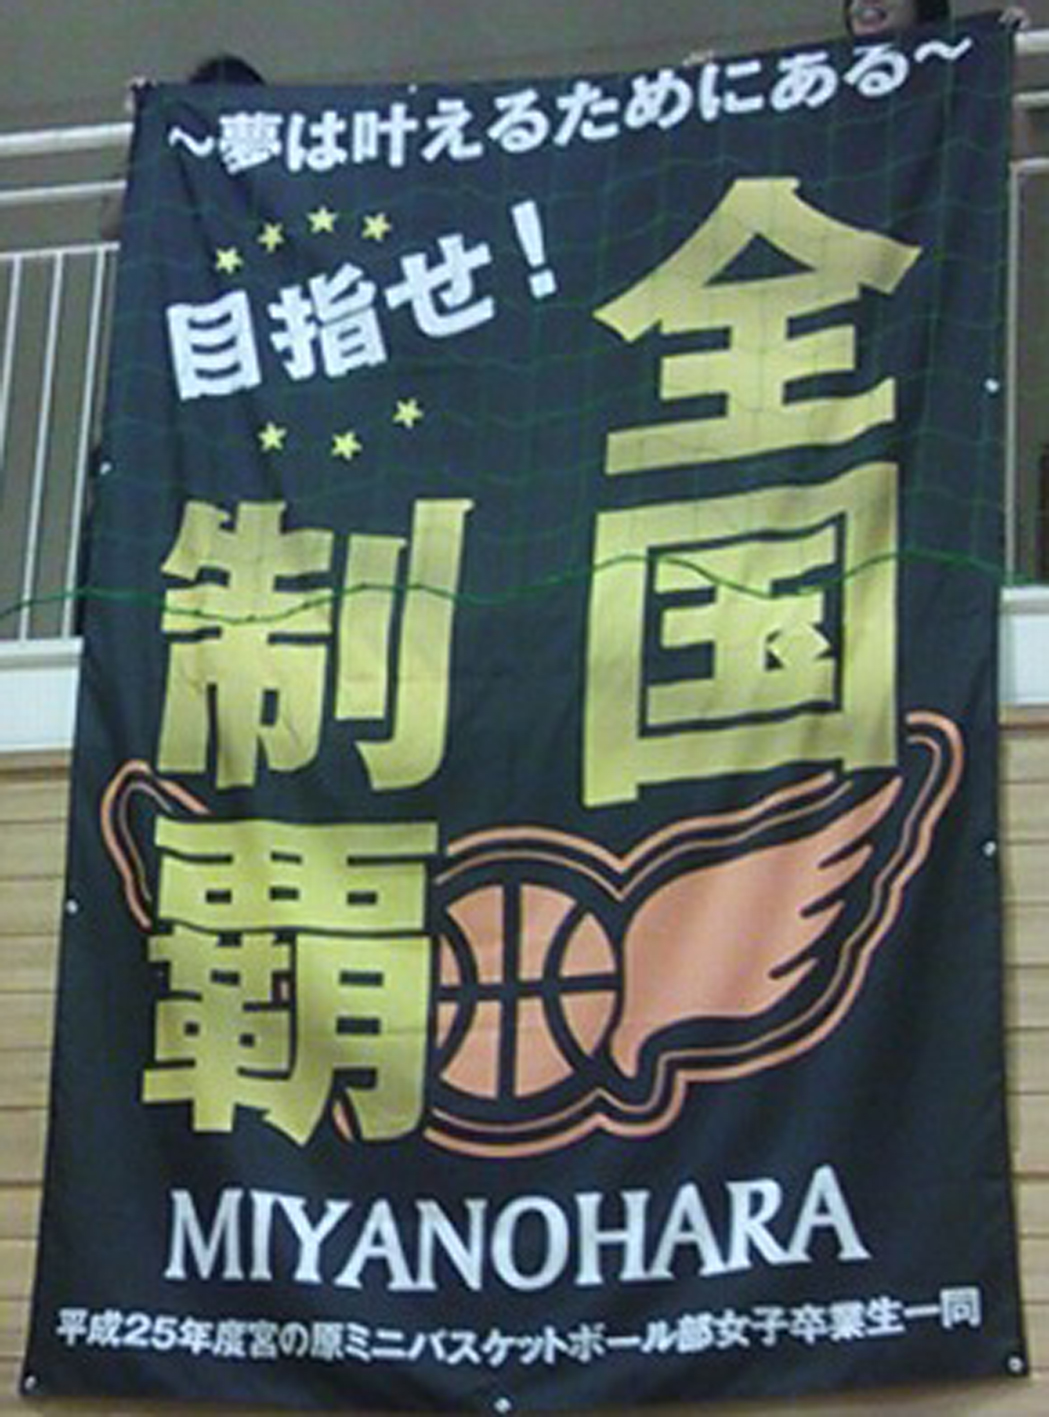 ～夢は叶えるためにある～
目指せ！
全国
制覇
MIYANOHARA
平成25年度宮の原ミニバスケットボール部女子卒業生一同